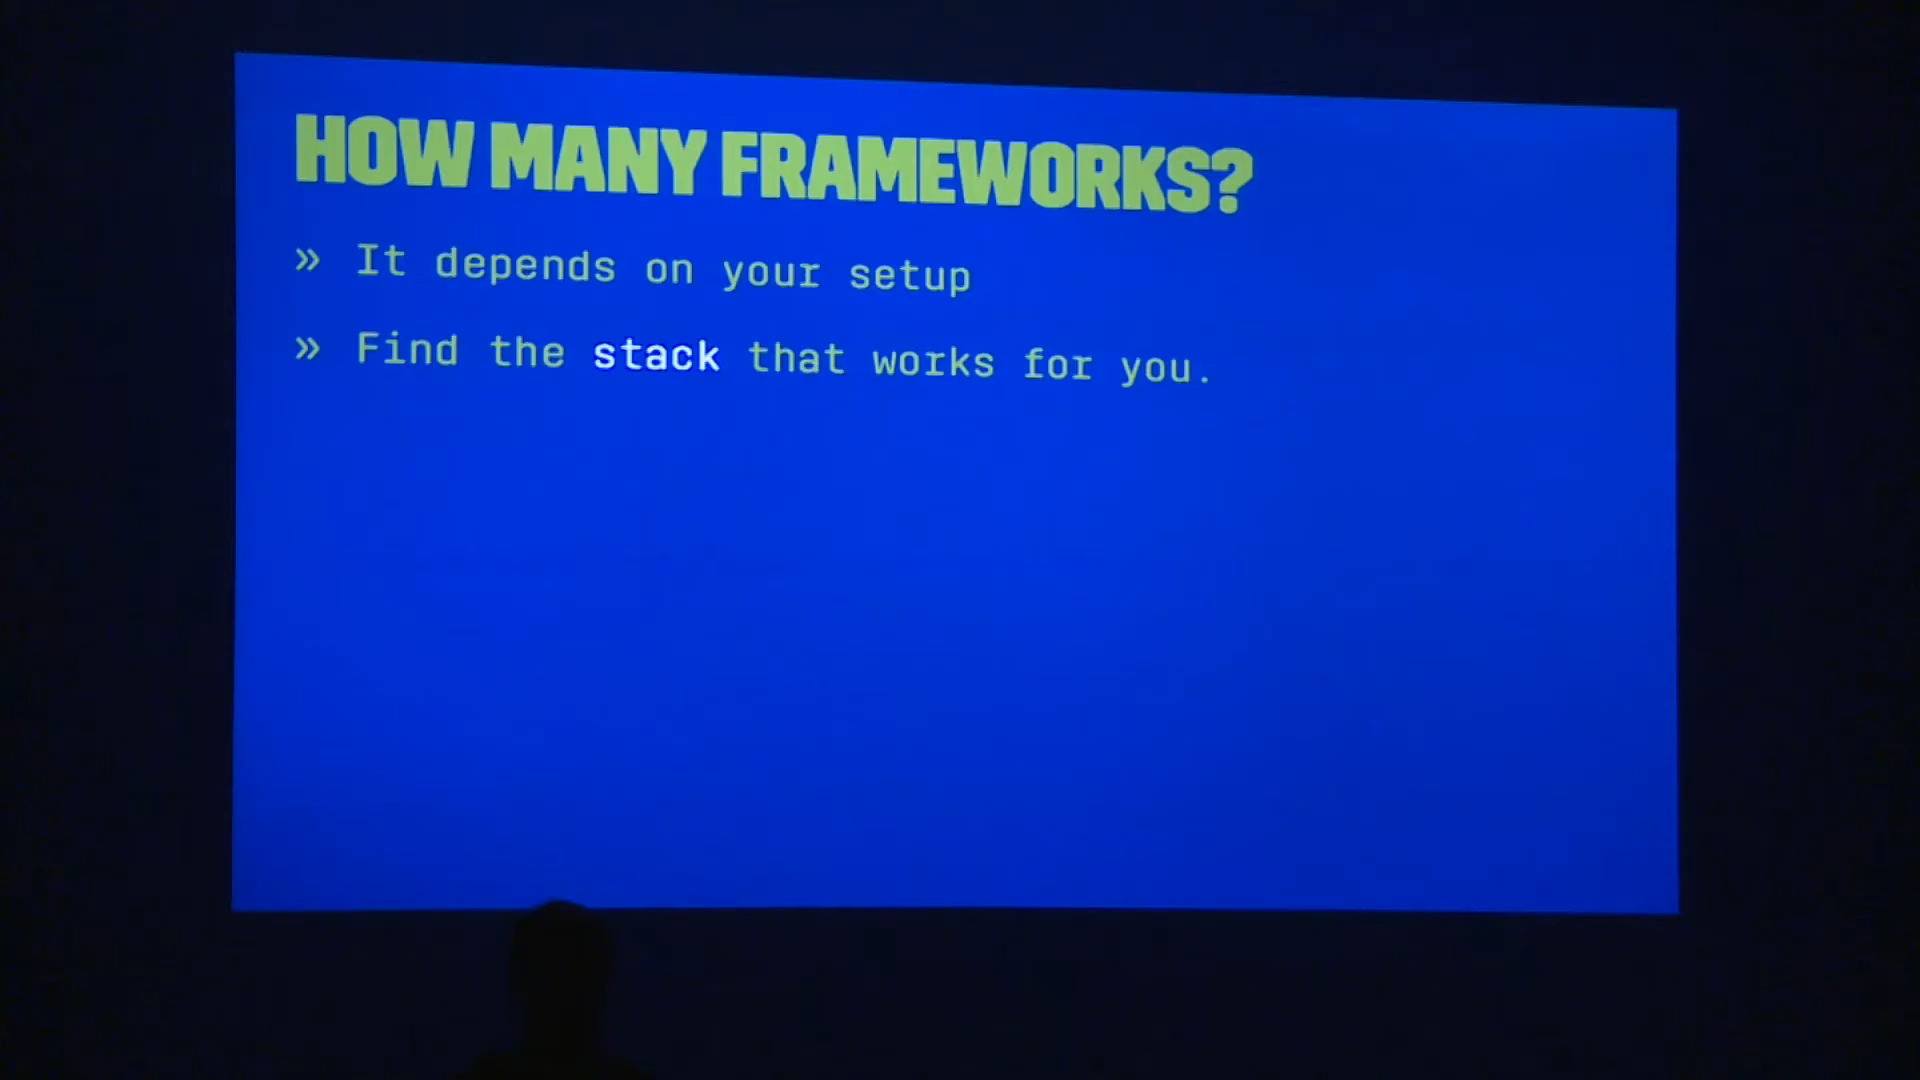 HOW MANY FRAMEWORKS?
» It depends on your setup
» Find the stack that works for you.